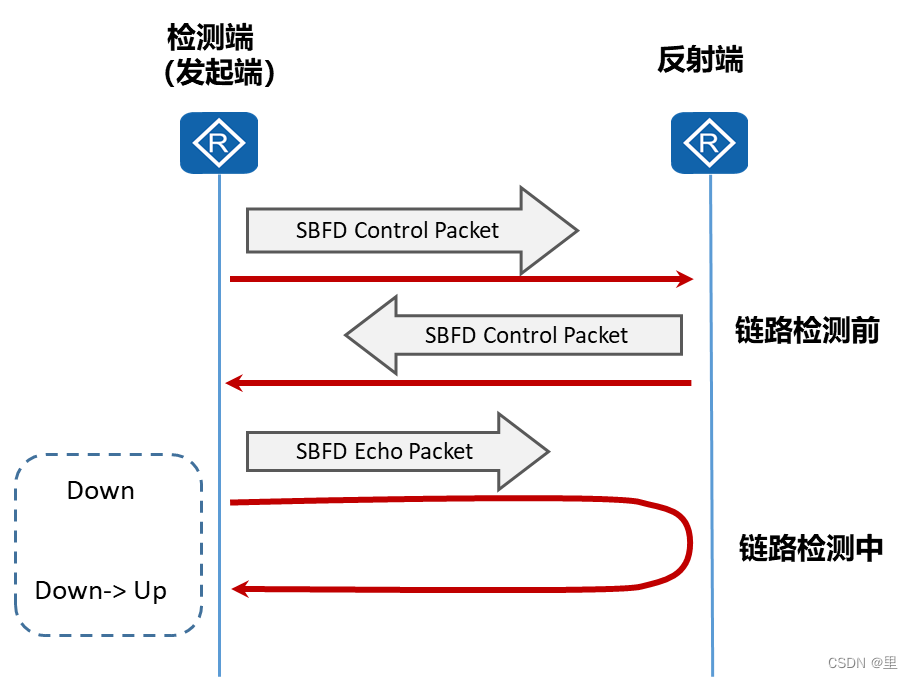 检测端
(发起端)
反射端
R
R
SBFD Control Packet
SBFD Control Packet
链路检测前
SBFD Echo Packet
Down
链路检测中
Down-> Up
CSDN @里